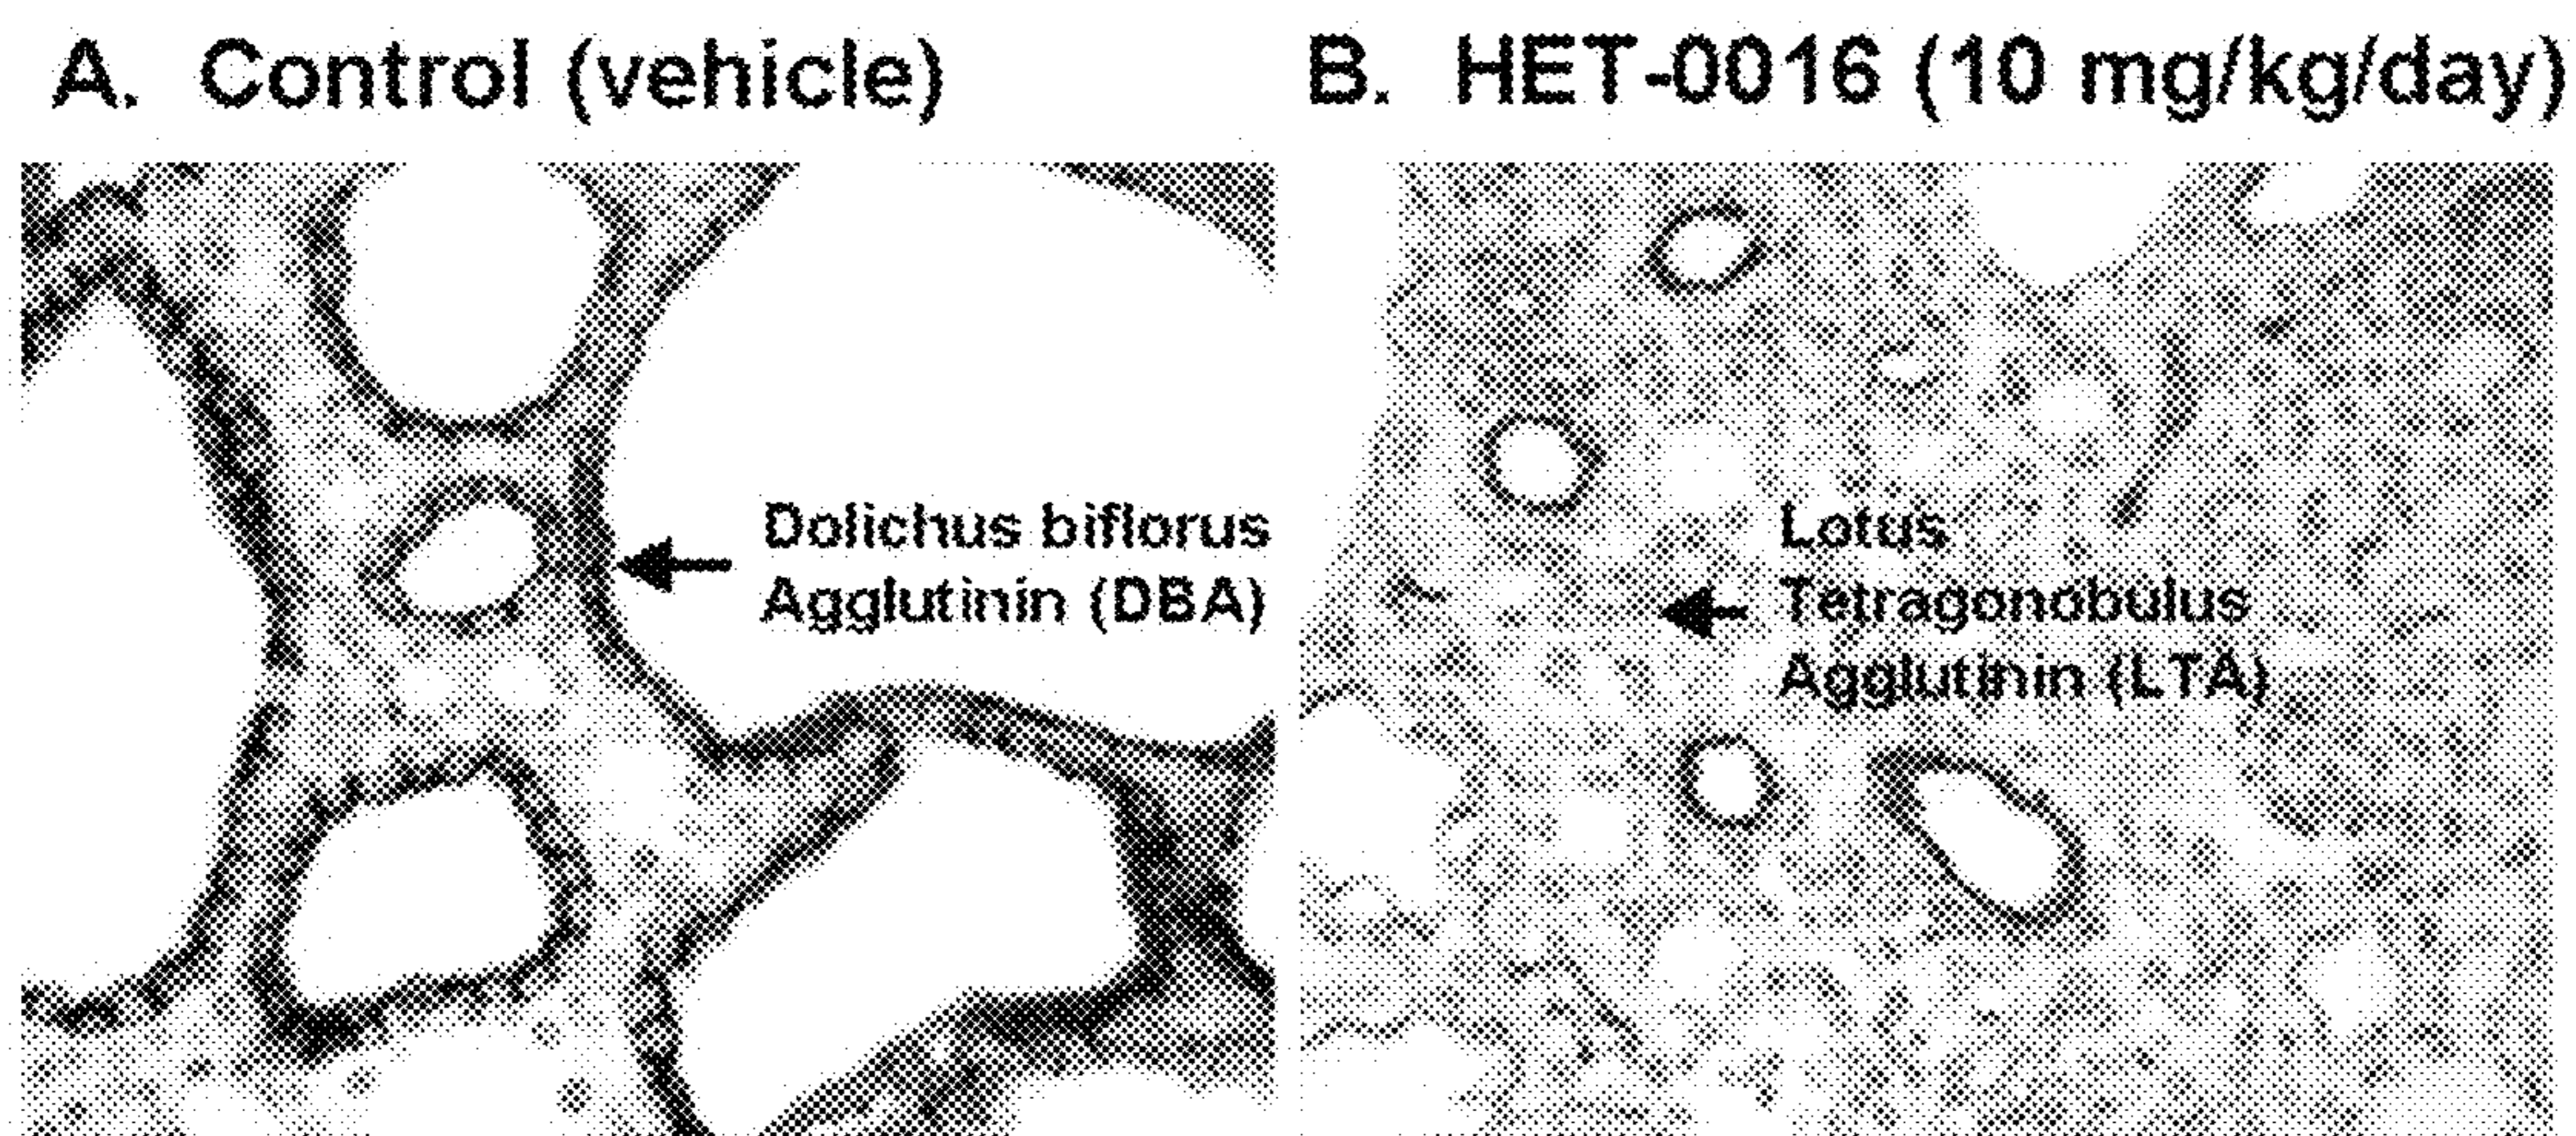 A. Control (vehicle)
B. HET-0016 (10 mg/kg/day)
Dolichus biflorus
Agglutinin (DBA)
Lotus
Tetragonobulus
Agglutinin (LTA)